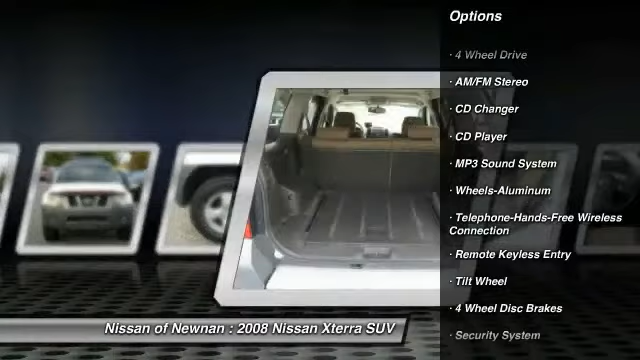 Options
· 4 Wheel Drive
· AM/FM Stereo
· CD Changer
· CD Player
· MP3 Sound System
· Wheels-Aluminum
· Telephone-Hands-Free Wireless
Connection
· Remote Keyless Entry
· Tilt Wheel
· 4 Wheel Disc Brakes
· Security System
Nissan of Newnan : 2008 Nissan Xterra SUV